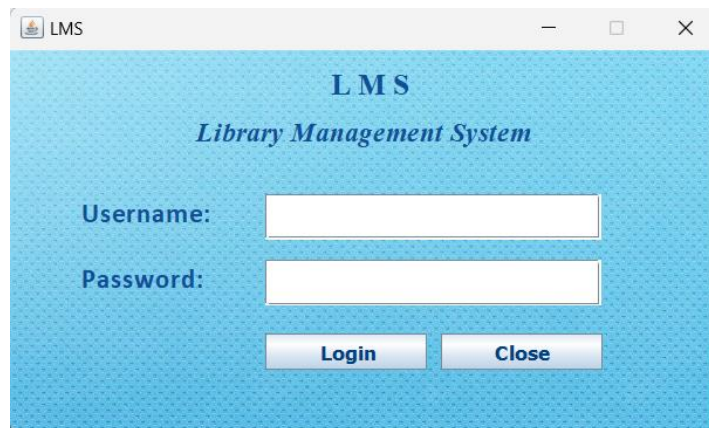 LMS
L M S
Library Management System
Username:
Password:
Login Close